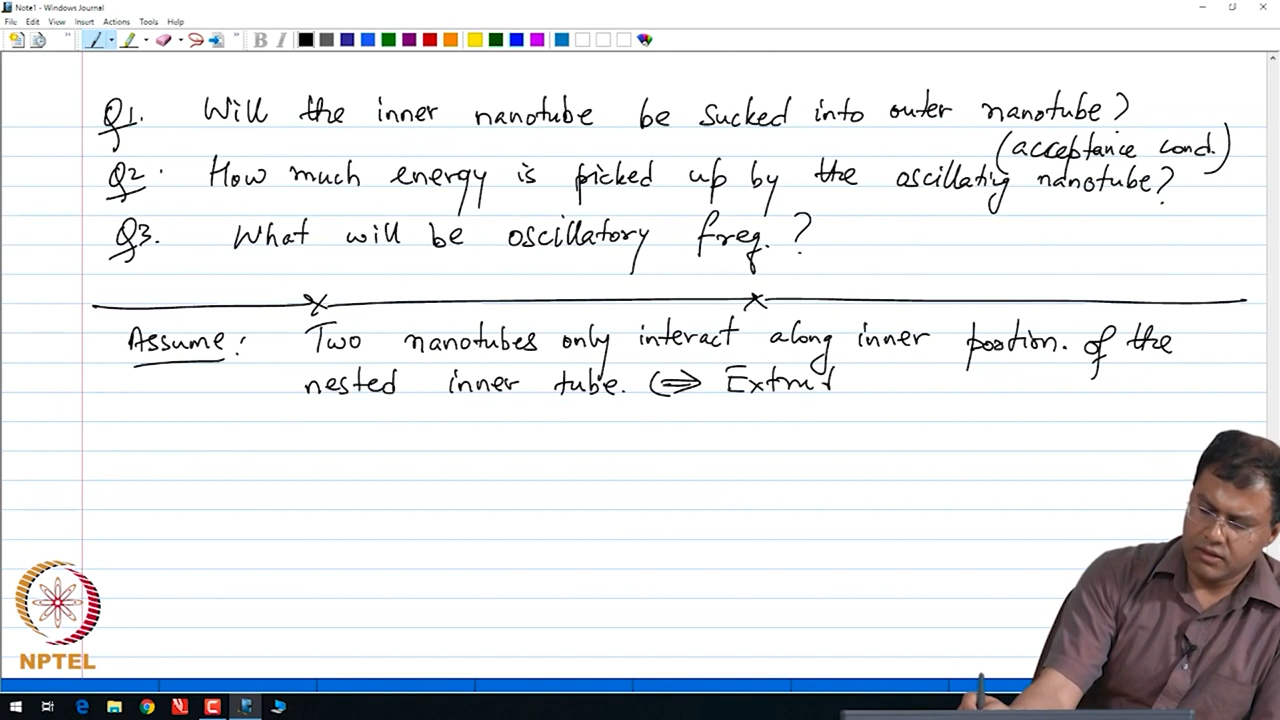 Note1 - Windows Journal
File Edit View Insert Actions Tools Help
B I
Q1. Will the inner nanotube be sucked into outer nanotube?
(acceptance cond.)
Q2. How much energy is picked up by the oscillating nanotube?
Q3. What will be oscillatory freq. ?
Assume: Two nanotubes only interact along inner portion. of the
nested inner tube. (⇒ Extrud
NPTEL